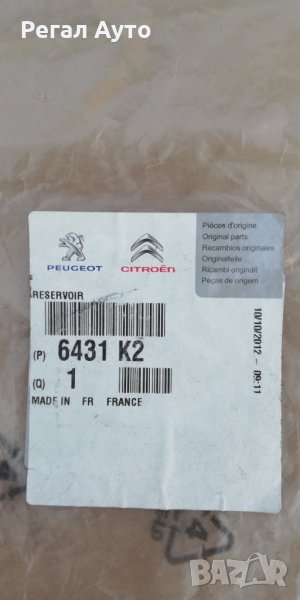 Регал Ауто
PEUGEOT
CITROËN
Pièces d'origine
Original parts
Recambios originales
Originalteile
Ricambi originali
Peças de origem
RESERVOIR
(P) 6431 K2
(Q) 1
MADE IN FR FRANCE
10/10/2012 - 09:11
BAZAR